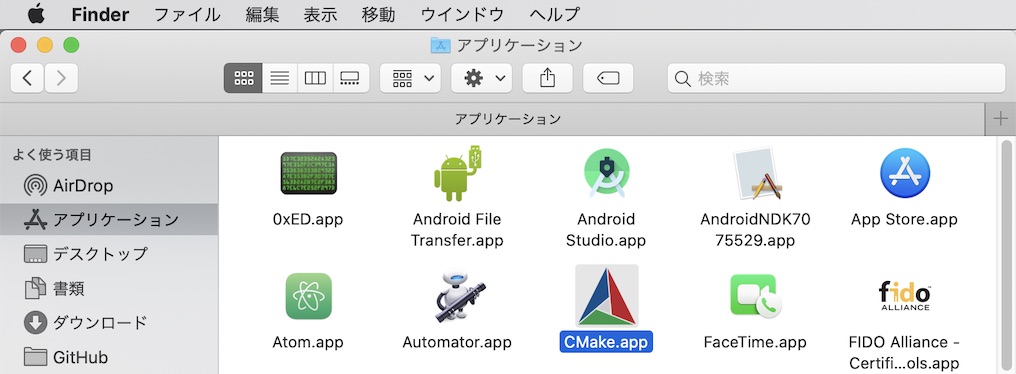 Finder ファイル 編集 表示 移動 ウインドウ ヘルプ
アプリケーション
検索
アプリケーション
よく使う項目
AirDrop
アプリケーション
デスクトップ
書類
ダウンロード
GitHub
0xED.app
Android File
Transfer.app
Android
Studio.app
AndroidNDK70
75529.app
App Store.app
Atom.app
Automator.app
CMake.app
FaceTime.app
fido
ALLIANCE
FIDO Alliance -
Certifi...ols.app